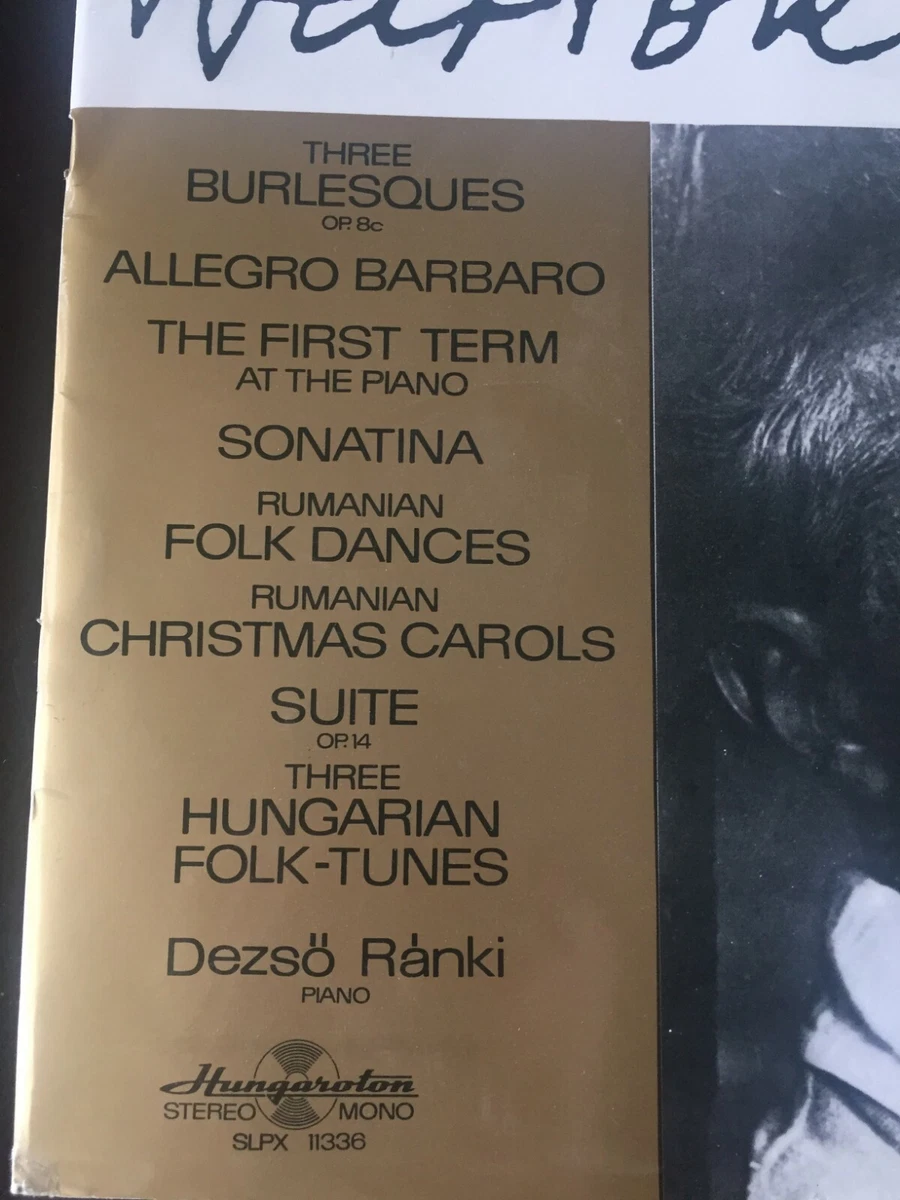 THREE
BURLESQUES
OP. 8c
ALLEGRO BARBARO
THE FIRST TERM
AT THE PIANO
SONATINA
RUMANIAN
FOLK DANCES
RUMANIAN
CHRISTMAS CAROLS
SUITE
OP. 14
THREE
HUNGARIAN
FOLK-TUNES
Dezső Ránki
PIANO
Hungaroton
STEREO MONO
SLPX 11336